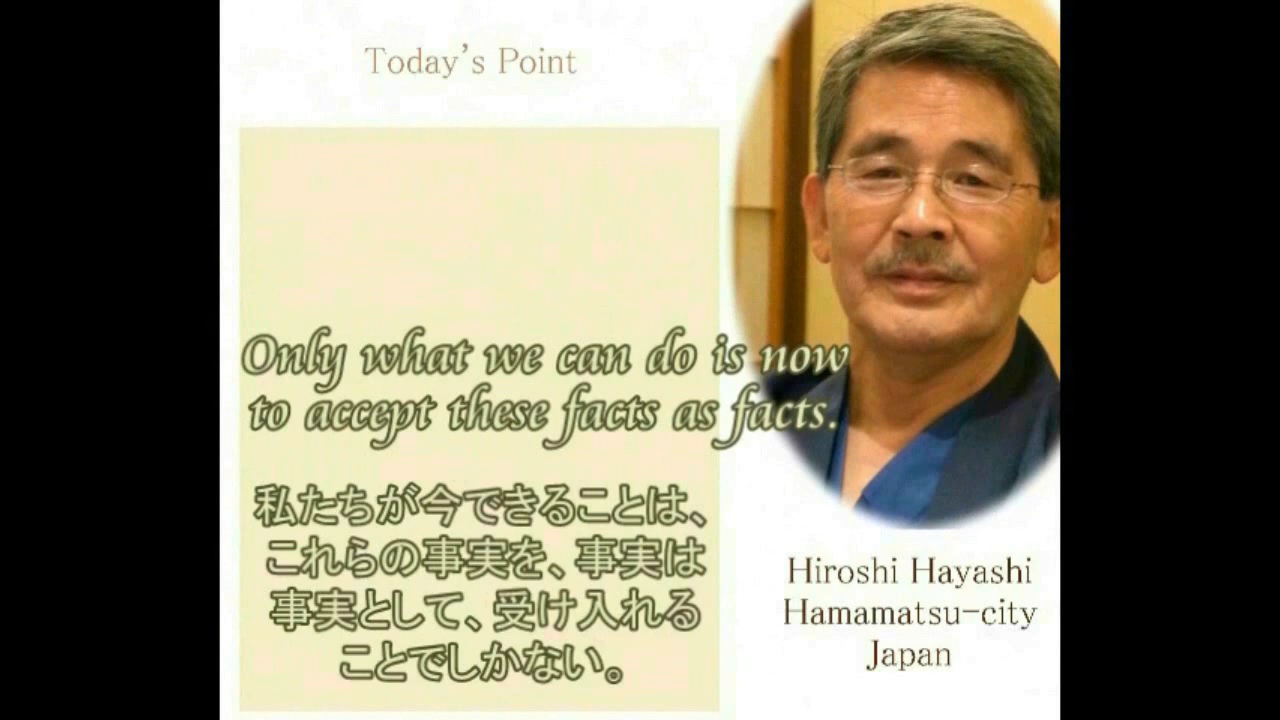 Today's Point
Only what we can do is now
to accept these facts as facts.
私たちが今できることは、
これらの事実を、事実は
事実として、受け入れる
ことでしかない。
Hiroshi Hayashi
Hamamatsu-city
Japan